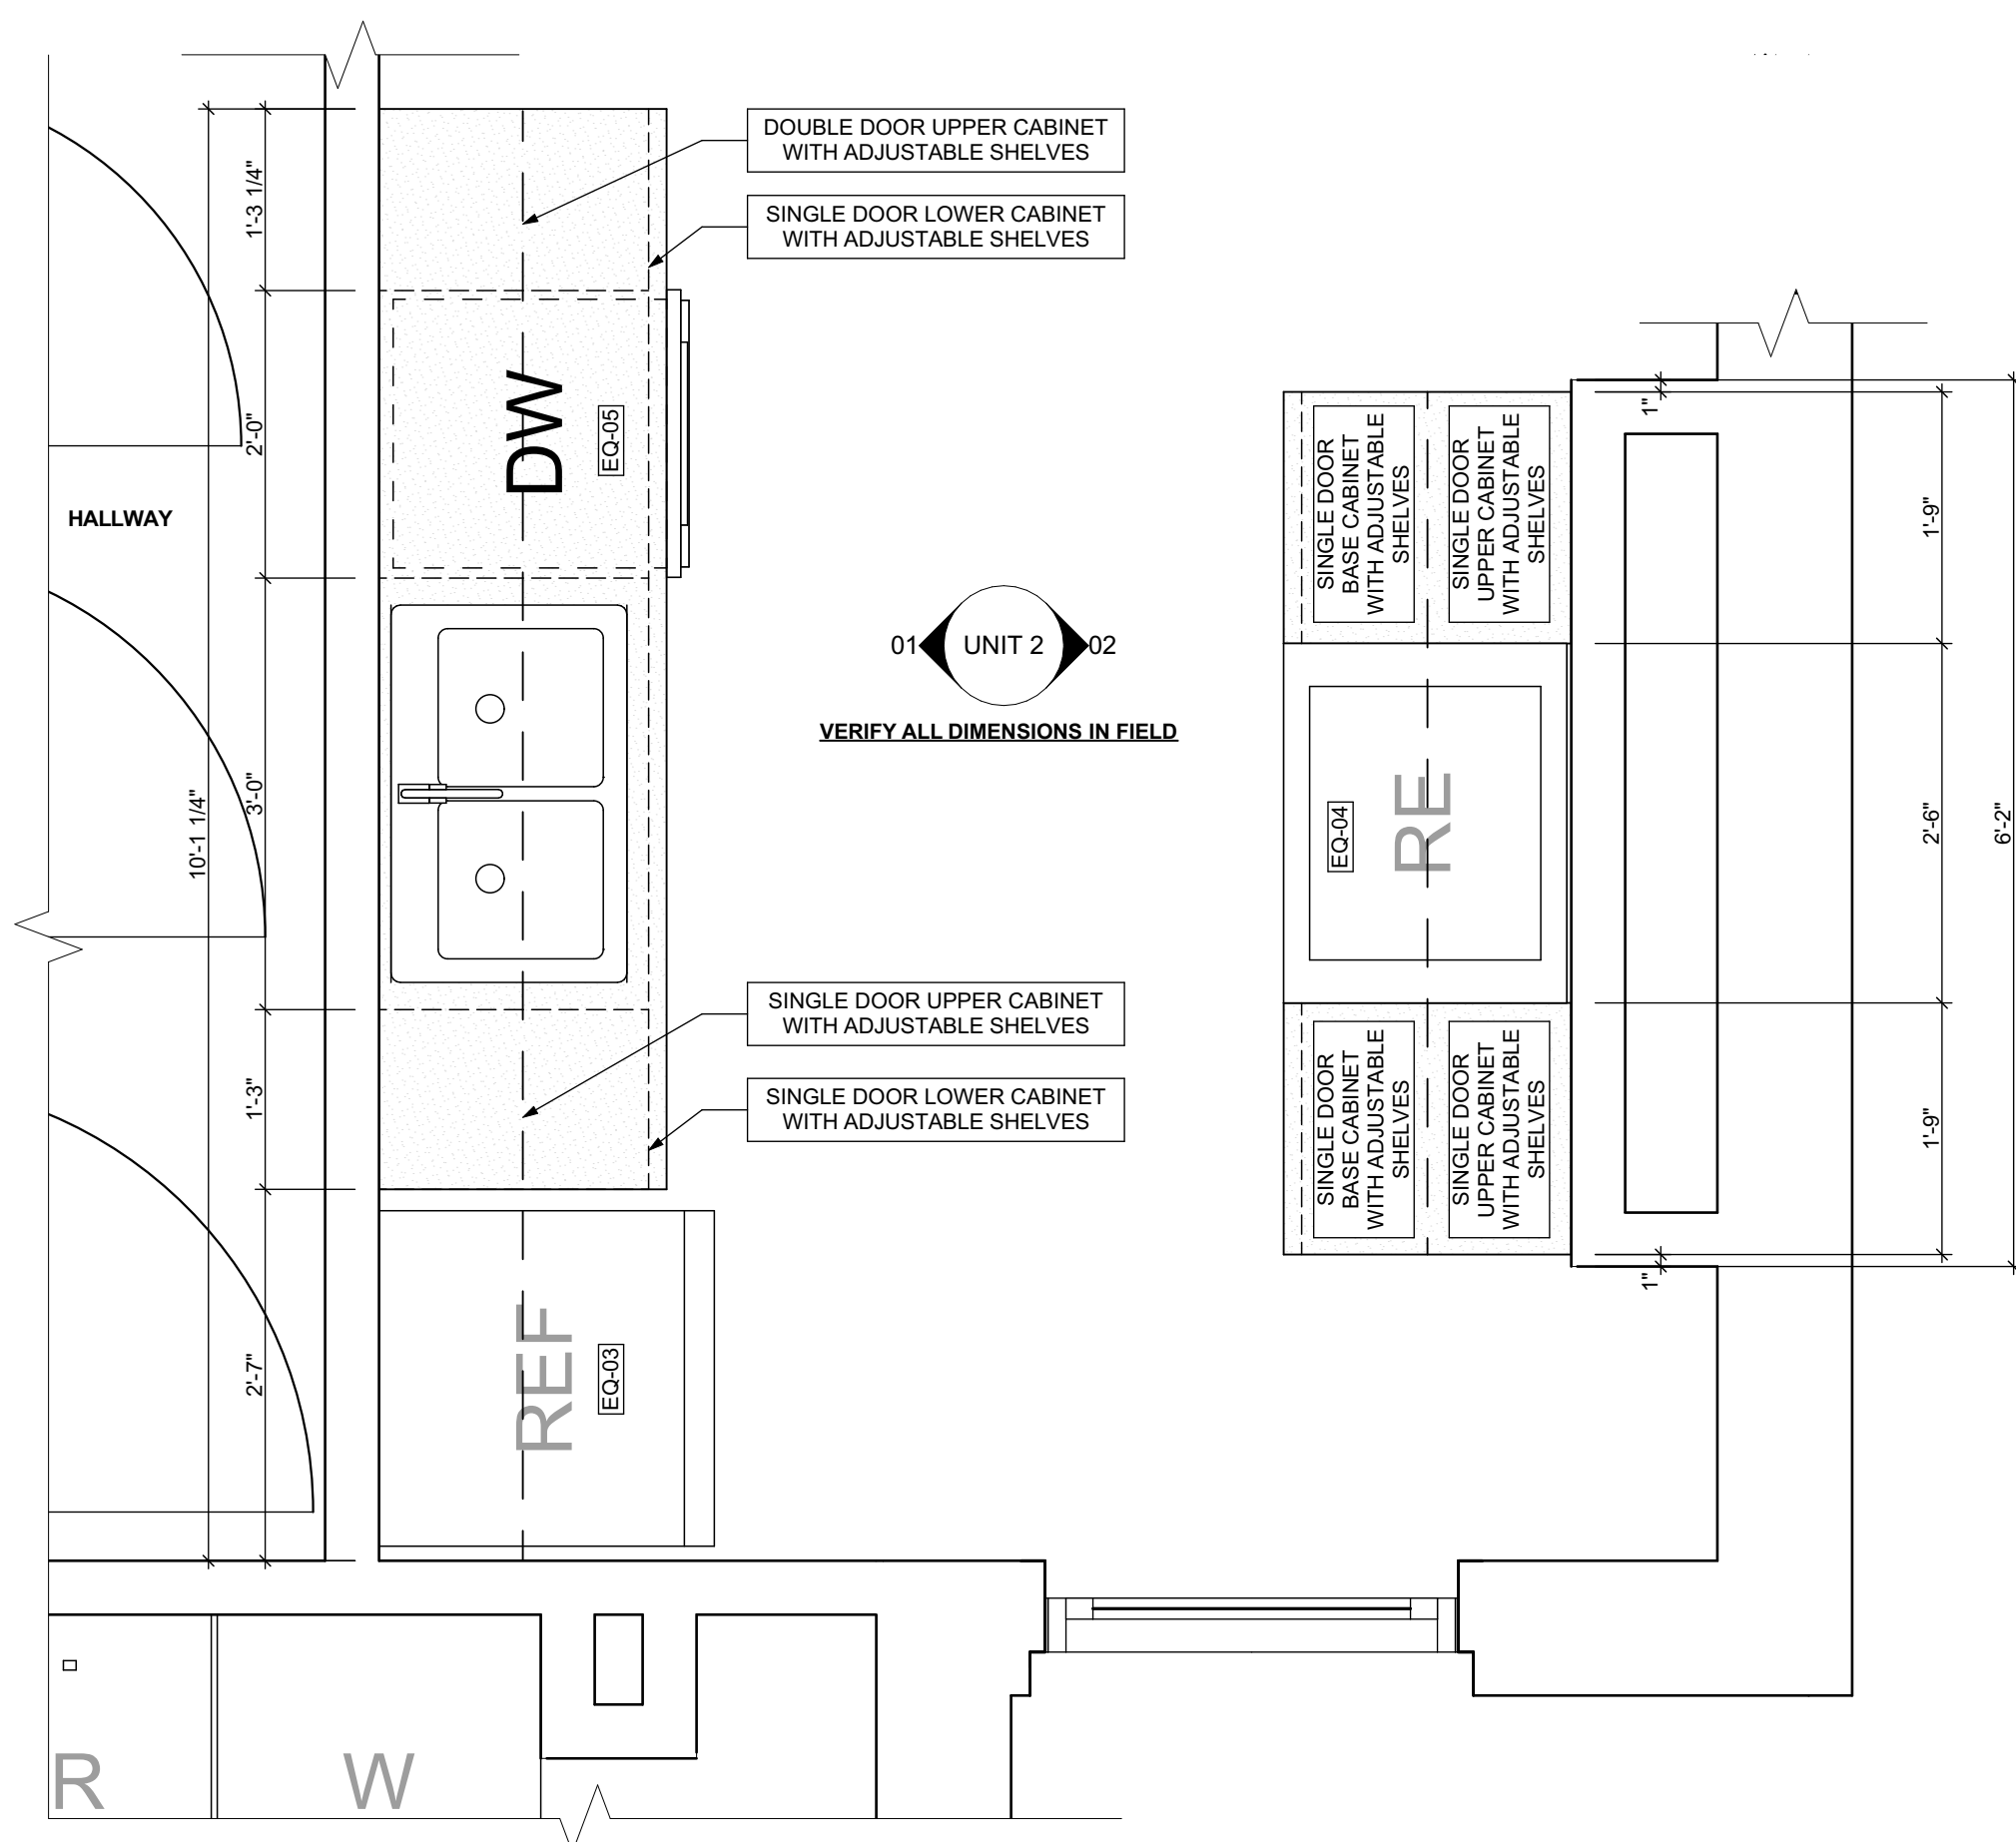 DOUBLE DOOR UPPER CABINET
WITH ADJUSTABLE SHELVES
SINGLE DOOR LOWER CABINET
WITH ADJUSTABLE SHELVES
1'-3 1/4"
2'-0"
3'-0"
10'-1 1/4"
1'-3"
2'-7"
HALLWAY
DW
EQ-05
01
UNIT 2
02
VERIFY ALL DIMENSIONS IN FIELD
SINGLE DOOR UPPER CABINET
WITH ADJUSTABLE SHELVES
SINGLE DOOR LOWER CABINET
WITH ADJUSTABLE SHELVES
REF
EQ-03
SINGLE DOOR
BASE CABINET
WITH ADJUSTABLE
SHELVES
SINGLE DOOR
UPPER CABINET
WITH ADJUSTABLE
SHELVES
EQ-04
RE
SINGLE DOOR
BASE CABINET
WITH ADJUSTABLE
SHELVES
SINGLE DOOR
UPPER CABINET
WITH ADJUSTABLE
SHELVES
1"
1'-9"
2'-6"
6'-2"
1'-9"
1"
R
W